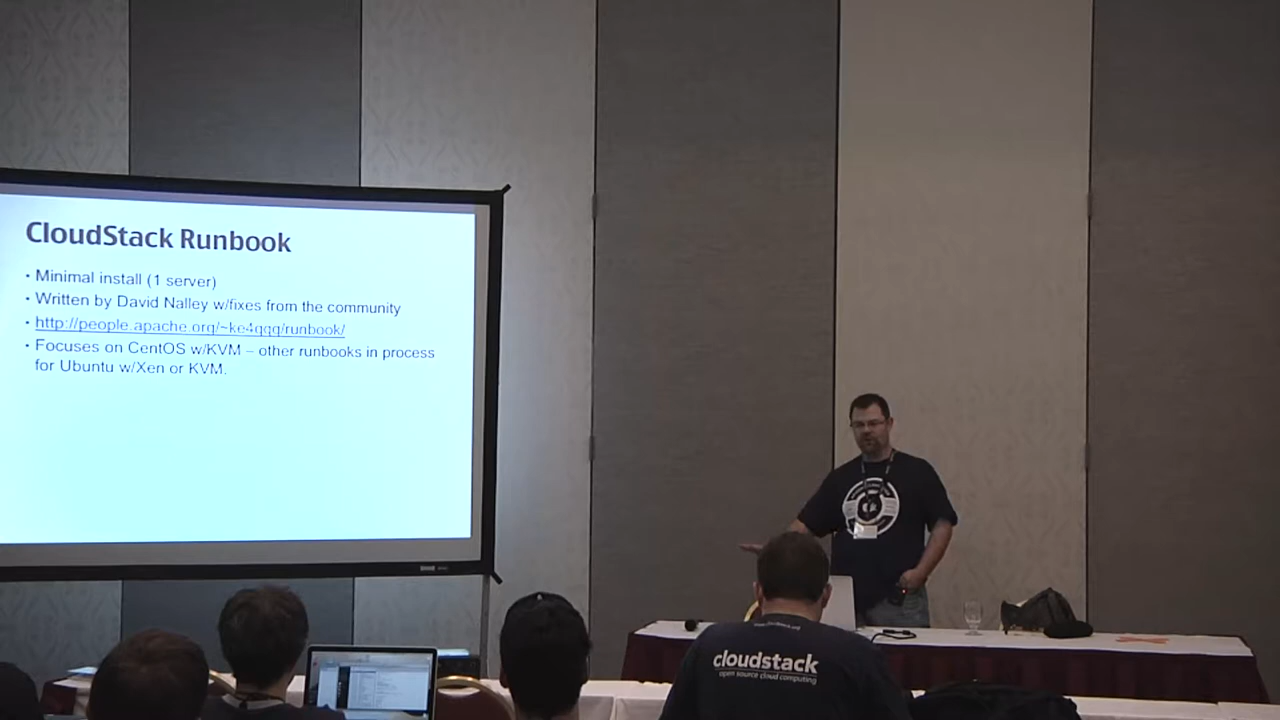 CloudStack Runbook
• Minimal install (1 server)
• Written by David Nalley w/fixes from the community
• http://people.apache.org/~ke4qqq/runbook/
• Focuses on CentOS w/KVM – other runbooks in process
for Ubuntu w/Xen or KVM.
cloudstack
open source cloud computing